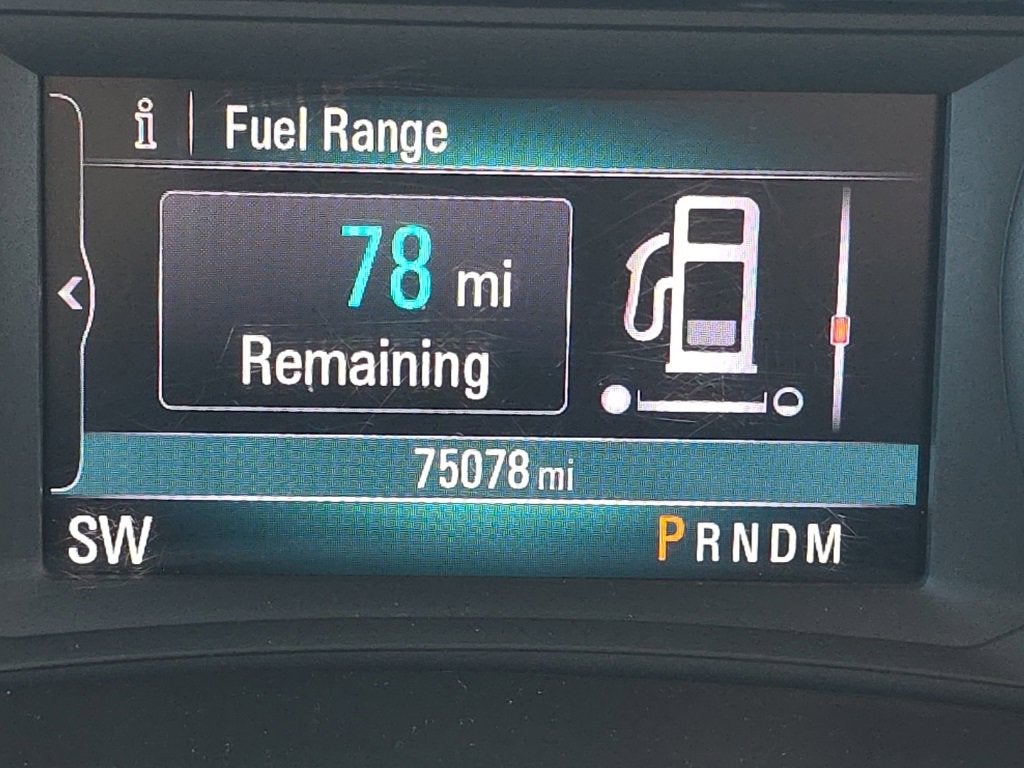 i Fuel Range
78 mi
Remaining
75078 mi
SW PRNDM